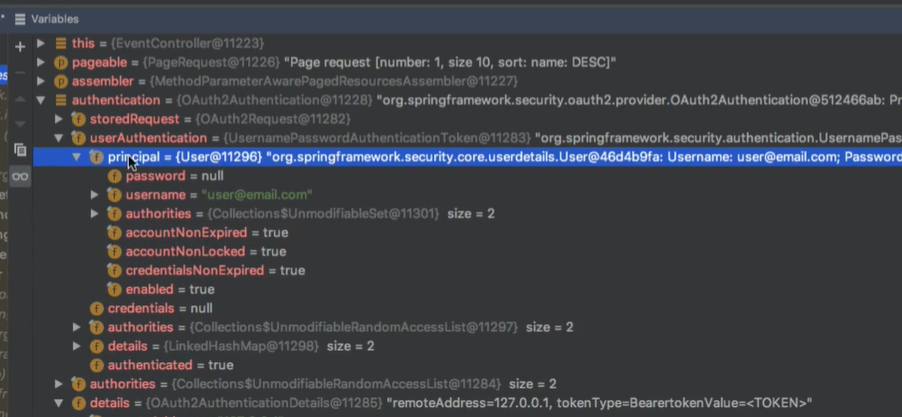 Variables
this = {EventController@11223}
pageable = {PageRequest@11226} "Page request [number: 1, size 10, sort: name: DESC]"
assembler = {MethodParameterAwarePagedResourcesAssembler@11227}
authentication = {OAuth2Authentication@11228} "org.springframework.security.oauth2.provider.OAuth2Authentication@512466ab: Pr
storedRequest = {OAuth2Request@11282}
userAuthentication = {UsernamePasswordAuthenticationToken@11283} "org.springframework.security.authentication.UsernamePas
principal = {User@11296} "org.springframework.security.core.userdetails.User@46d4b9fa: Username: user@email.com; Password
password = null
username = "user@email.com"
authorities = {Collections$UnmodifiableSet@11301} size = 2
accountNonExpired = true
accountNonLocked = true
credentialsNonExpired = true
enabled = true
credentials = null
authorities = {Collections$UnmodifiableRandomAccessList@11297} size = 2
details = {LinkedHashMap@11298} size = 2
authenticated = true
authorities = {Collections$UnmodifiableRandomAccessList@11284} size = 2
details = {OAuth2AuthenticationDetails@11285} "remoteAddress=127.0.0.1, tokenType=BearertokenValue=<TOKEN>"